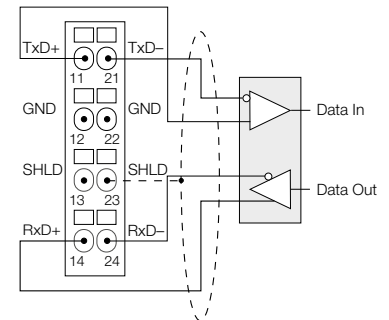 TxD+ TxD–
11 21
GND GND
12 22
Data In
SHLD SHLD
13 23
Data Out
RxD+ RxD–
14 24